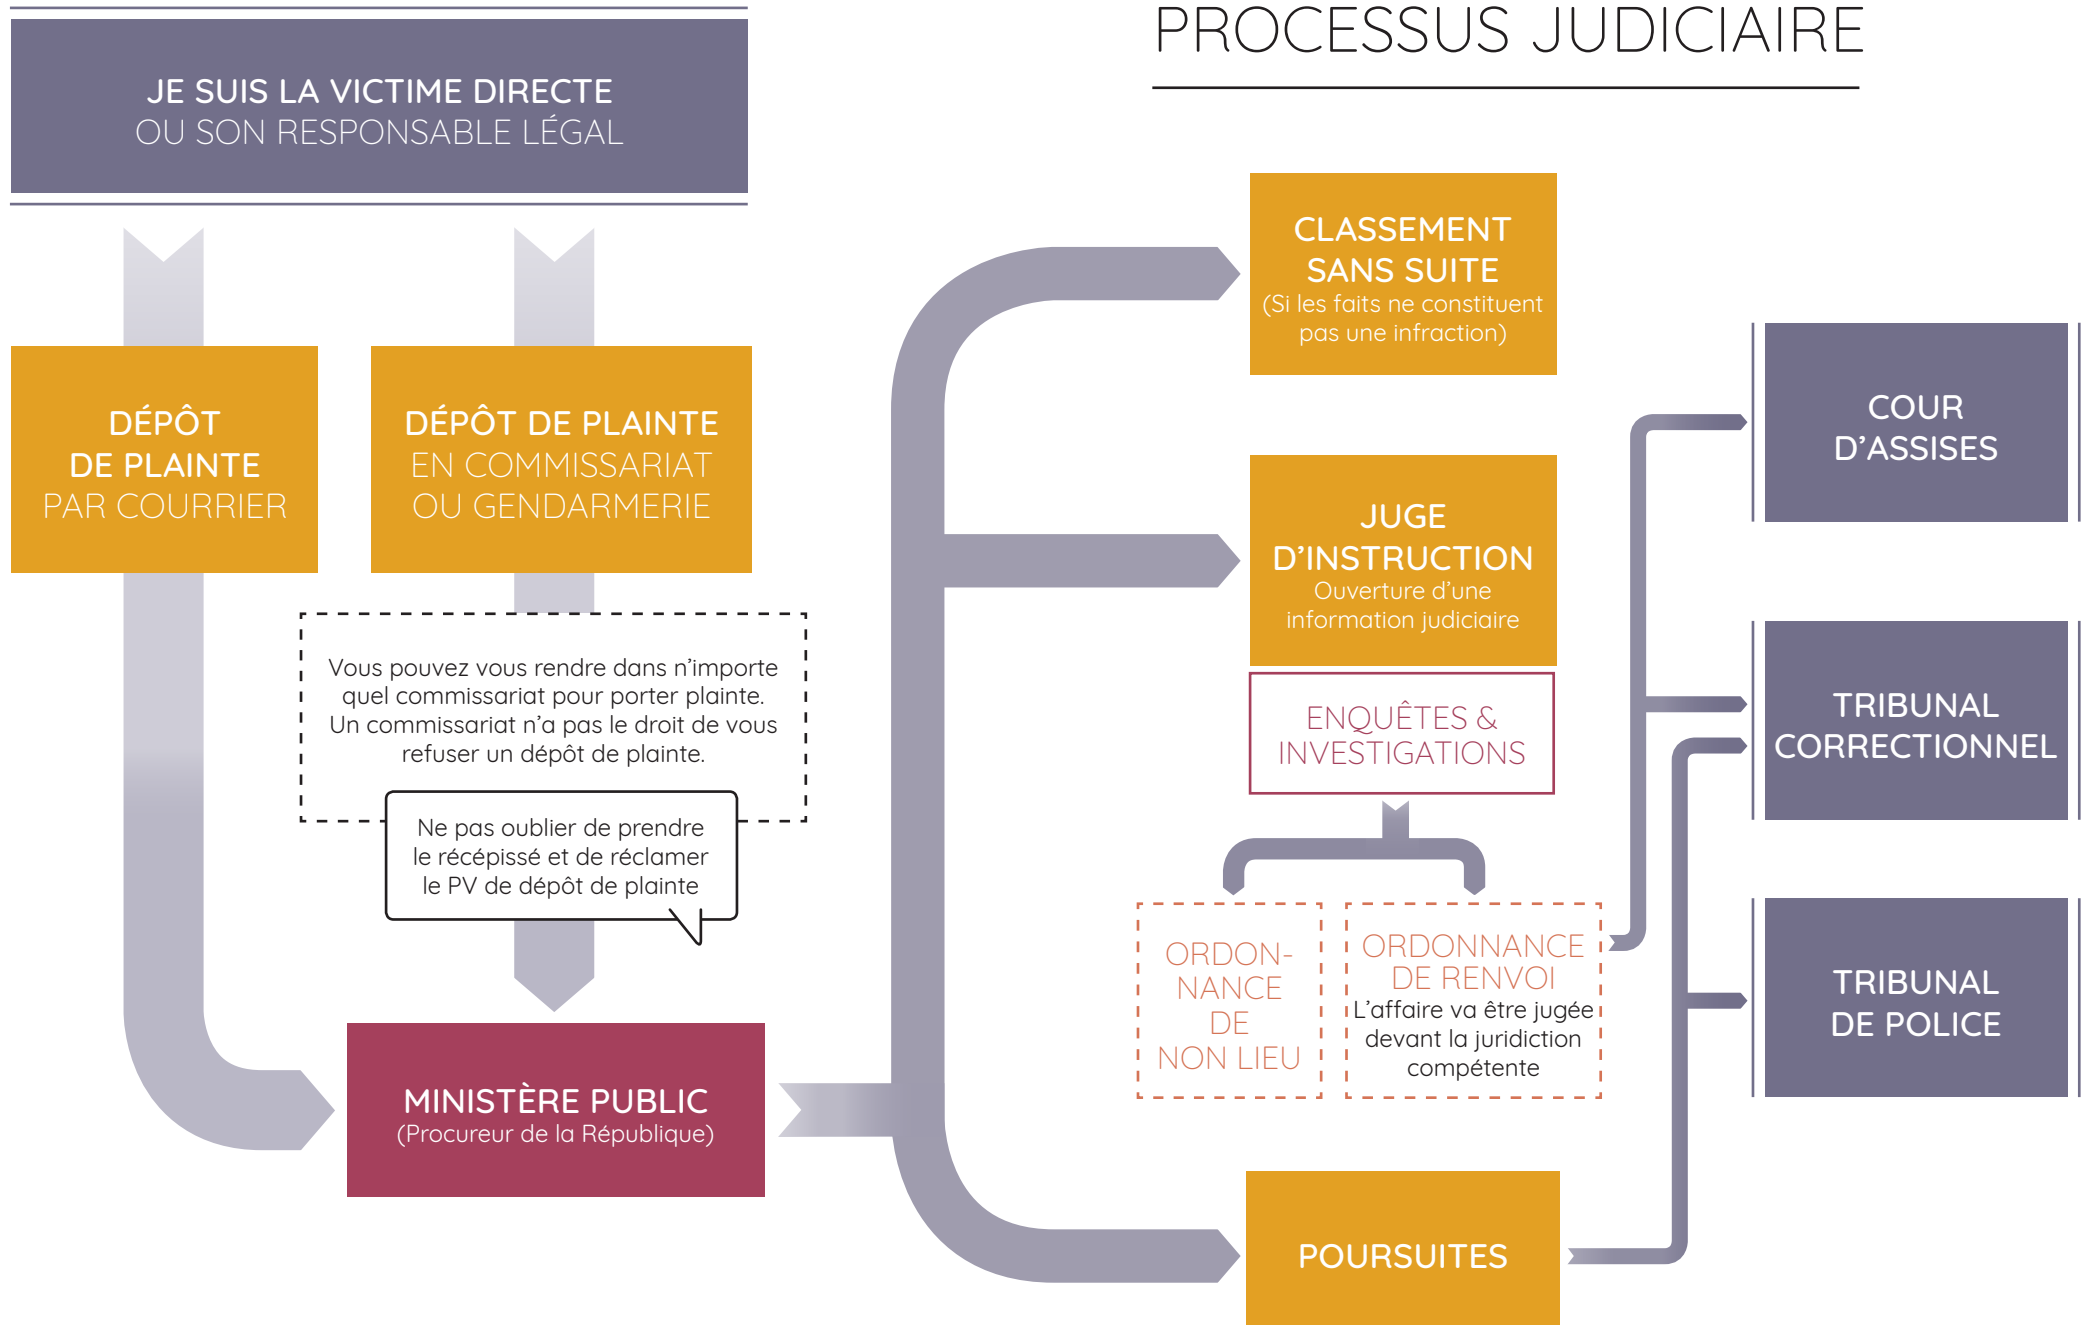 PROCESSUS JUDICIAIRE
JE SUIS LA VICTIME DIRECTE
OU SON RESPONSABLE LÉGAL
DÉPÔT
DE PLAINTE
PAR COURRIER
DÉPÔT DE PLAINTE
EN COMMISSARIAT
OU GENDARMERIE
Vous pouvez vous rendre dans n’importe
quel commissariat pour porter plainte.
Un commissariat n’a pas le droit de vous
refuser un dépôt de plainte.
Ne pas oublier de prendre
le récépissé et de réclamer
le PV de dépôt de plainte
MINISTÈRE PUBLIC
(Procureur de la République)
CLASSEMENT
SANS SUITE
(Si les faits ne constituent
pas une infraction)
JUGE
D’INSTRUCTION
Ouverture d’une
information judiciaire
ENQUÊTES &
INVESTIGATIONS
ORDON-
NANCE
DE
NON LIEU
ORDONNANCE
DE RENVOI
L’affaire va être jugée
devant la juridiction
compétente
POURSUITES
COUR
D’ASSISES
TRIBUNAL
CORRECTIONNEL
TRIBUNAL
DE POLICE